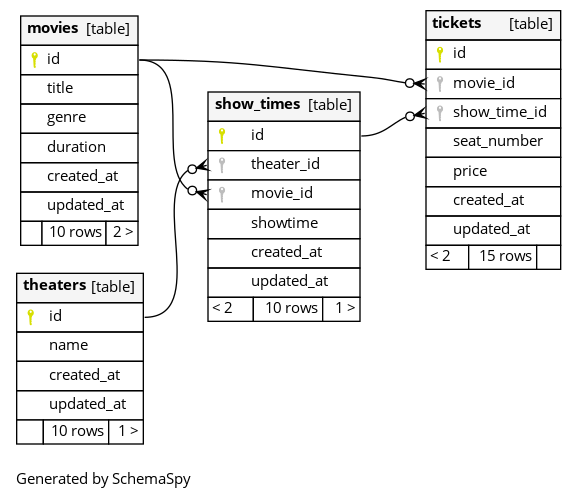 movies [table]
id
title
genre
duration
created_at
updated_at
10 rows 2 >
theaters [table]
id
name
created_at
updated_at
10 rows 1 >
show_times [table]
id
theater_id
movie_id
showtime
created_at
updated_at
< 2 10 rows 1 >
tickets [table]
id
movie_id
show_time_id
seat_number
price
created_at
updated_at
< 2 15 rows
Generated by SchemaSpy